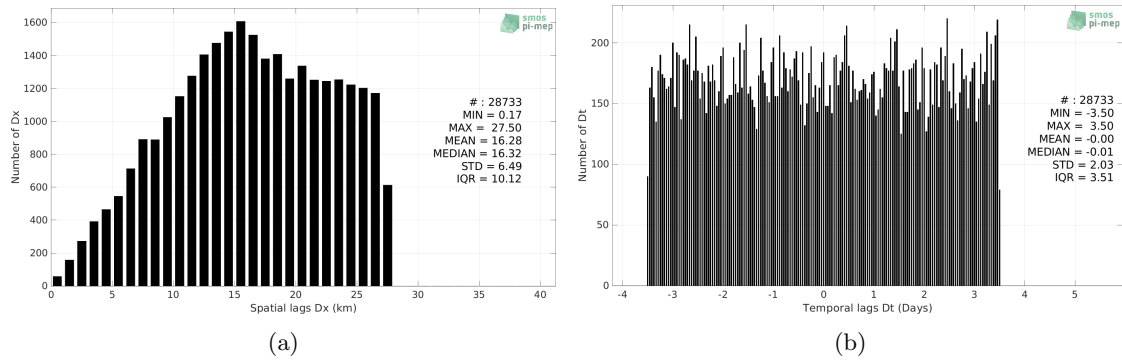 1600
1400
1200
1000
800
600
400
200
0
Number of Dx
0 5 10 15 20 25 30 35 40
Spatial lags Dx (km)
smos
pi-mep
# : 28733
MIN = 0.17
MAX = 27.50
MEAN = 16.28
MEDIAN = 16.32
STD = 6.49
IQR = 10.12
(a)
200
150
100
50
0
Number of Dt
-4 -3 -2 -1 0 1 2 3 4 5
Temporal lags Dt (Days)
smos
pi-mep
# : 28733
MIN = -3.50
MAX = 3.50
MEAN = -0.00
MEDIAN = -0.01
STD = 2.03
IQR = 3.51
(b)